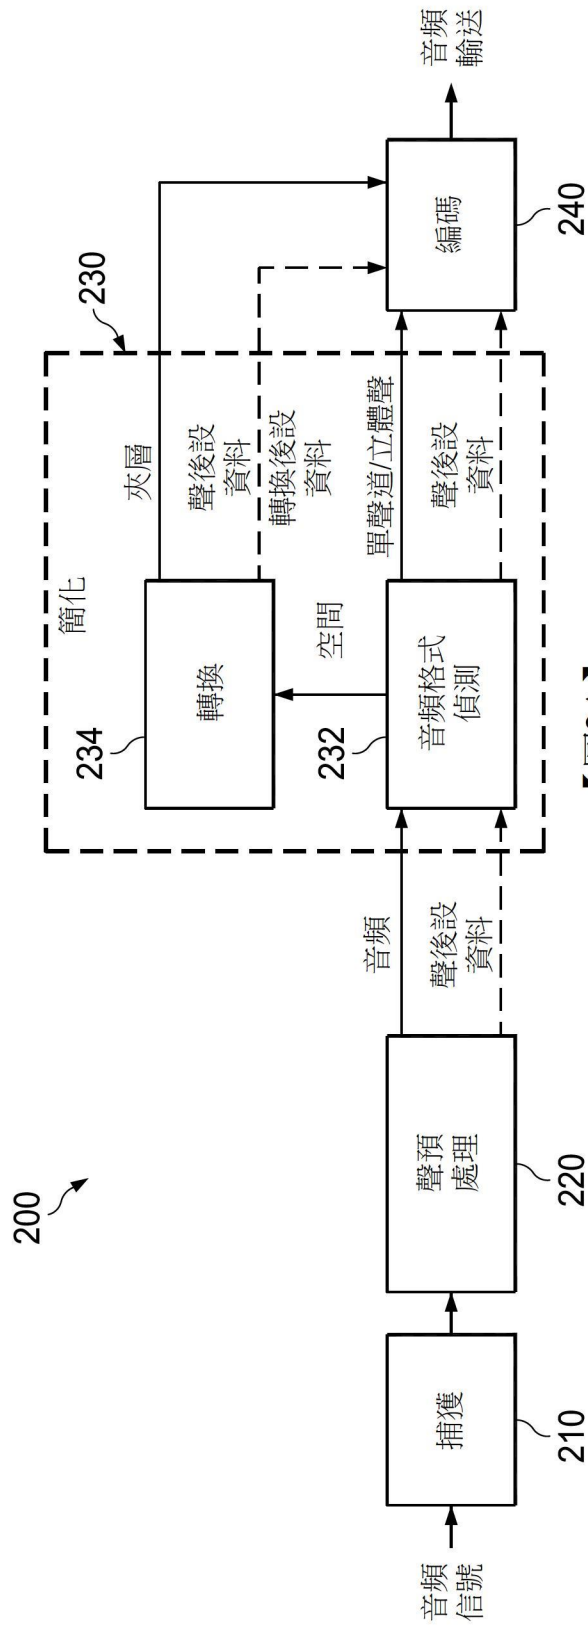 200
簡化
230
夾層
234
轉換
聲後設
資料
轉換後設
資料
空間
232
音頻
信號
捕獲
210
聲預
處理
220
音頻
聲後設
資料
音頻格式
偵測
單聲道/立體聲
聲後設
資料
編碼
240
音頻
輸送